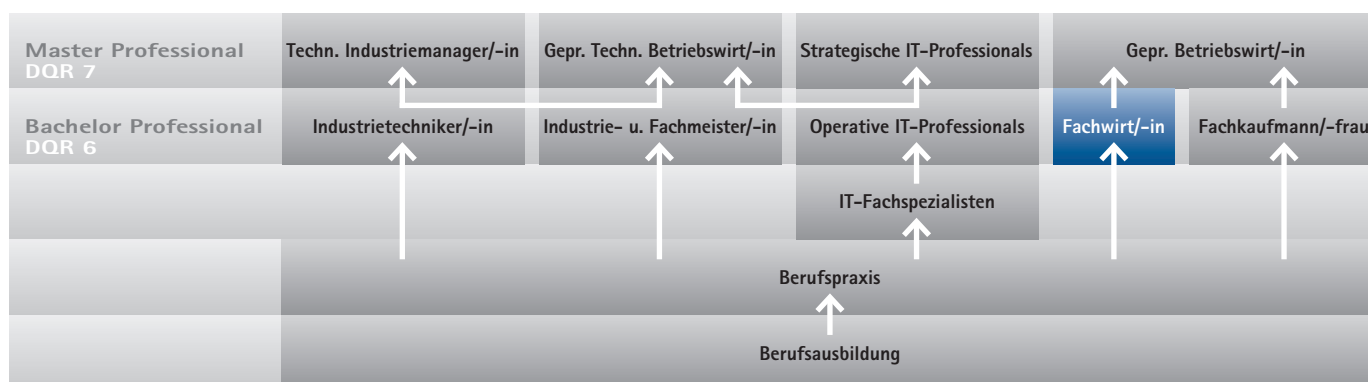 Master Professional
DQR 7
Techn. Industriemanager/-in
Gepr. Techn. Betriebswirt/-in
Strategische IT-Professionals
Gepr. Betriebswirt/-in
Bachelor Professional
DQR 6
Industrietechniker/-in
Industrie- u. Fachmeister/-in
Operative IT-Professionals
Fachwirt/-in
Fachkaufmann/-frau
IT-Fachspezialisten
Berufspraxis
Berufsausbildung